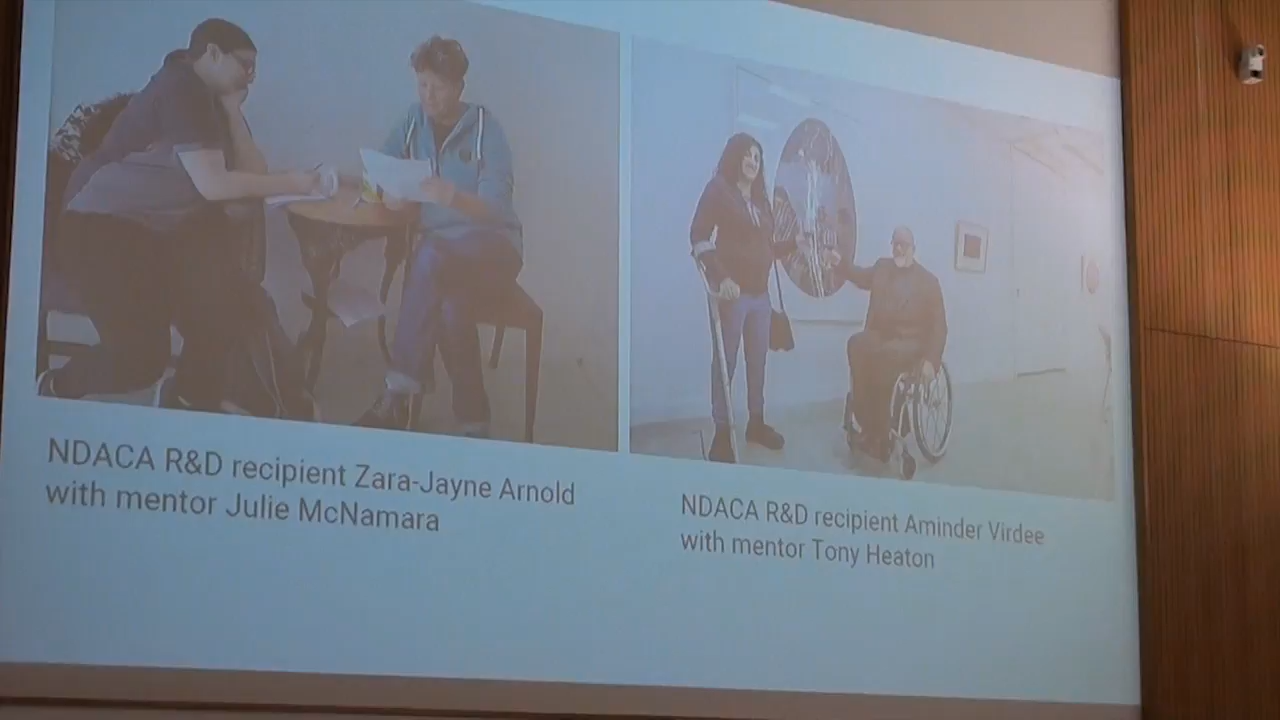 NDACA R&D recipient Zara-Jayne Arnold
with mentor Julie McNamara
NDACA R&D recipient Aminder Virdee
with mentor Tony Heaton